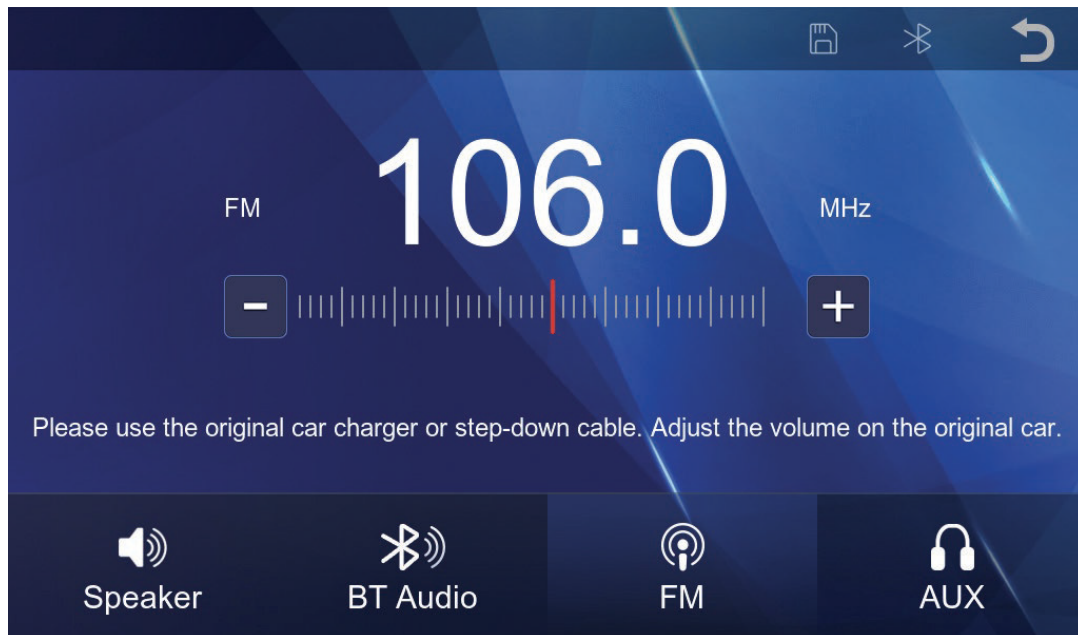 FM 106.0 MHz
- +
Please use the original car charger or step-down cable. Adjust the volume on the original car.
Speaker BT Audio FM AUX